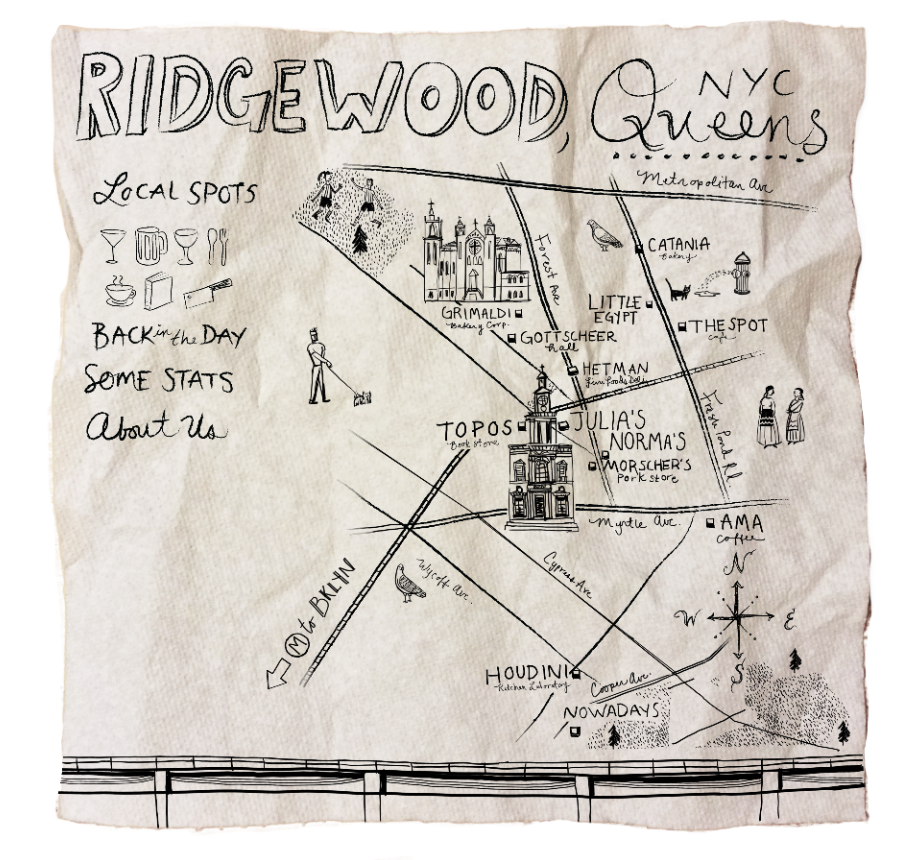 RIDGEWOOD, NYC
Queens
LOCAL SPOTS
BACK in the DAY
SOME STATS
About Us
Metropolitan Ave
Forest Ave
CATANIA
Bakery
GRIMALDI
Bakery Corp.
LITTLE
EGYPT
THE SPOT
cafe
GOTTSCHEER
Hall
HETMAN
Fine Foods Deli
Fresh Pond Rd.
TOPOS
Book store
JULIA'S
NORMA'S
MORSCHER'S
Pork Store
Myrtle Ave.
AMA
Coffee
M to BKLYN
Wycoff Ave.
Cypress Ave
N
W
E
S
HOUDINI
Kitchen Laboratory
Cooper Ave.
NOWADAYS